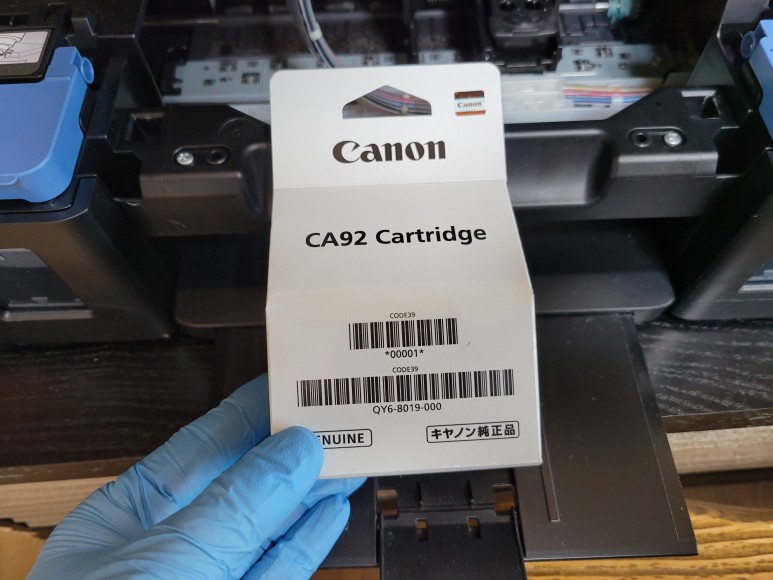 Canon
Canon
CA92 Cartridge
CODE39
*00001*
CODE39
QY6-8019-000
ENUINE
キヤノン純正品